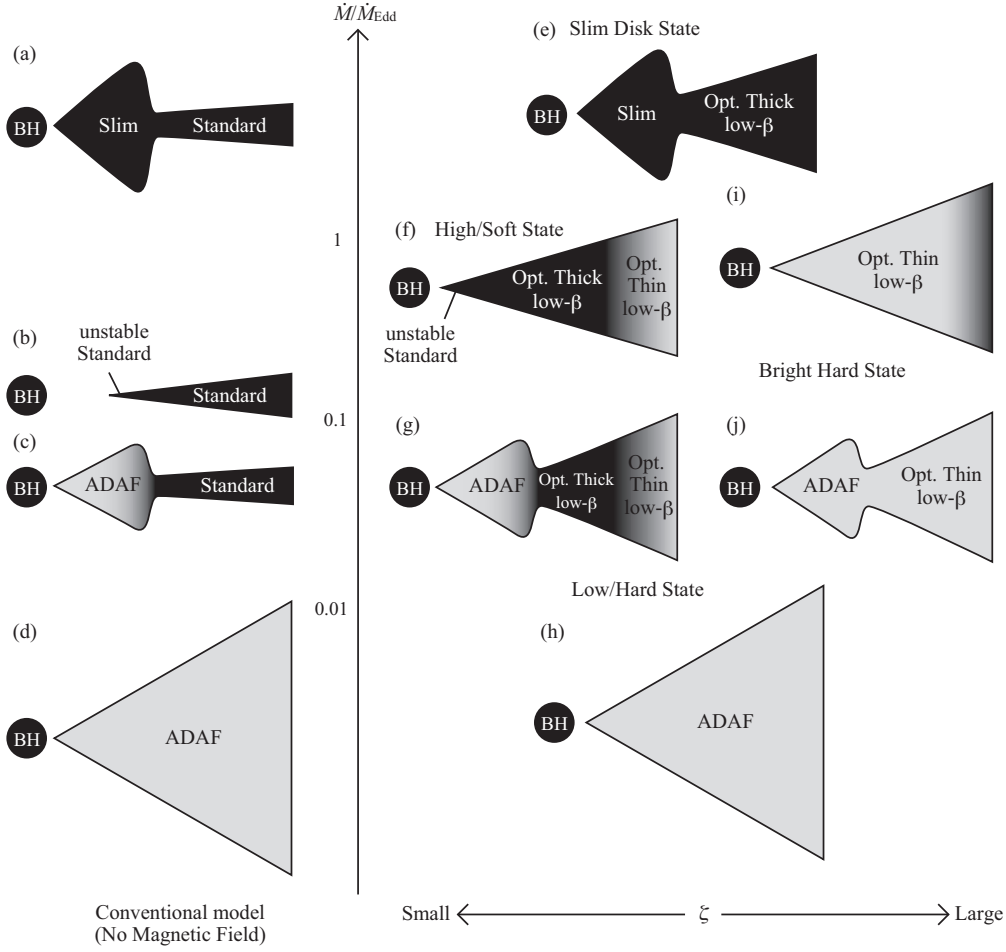 Ṁ/ṀEdd
(a)
BH
Slim
Standard
(e)
Slim Disk State
BH
Slim
Opt. Thick
low-β
1
(f)
High/Soft State
BH
Opt. Thick
low-β
Opt.
Thin
low-β
unstable
Standard
(i)
BH
Opt. Thin
low-β
Bright Hard State
(b)
unstable
Standard
BH
Standard
0.1
(c)
BH
ADAF
Standard
(g)
BH
ADAF
Opt. Thick
low-β
Opt.
Thin
low-β
(j)
BH
ADAF
Opt. Thin
low-β
Low/Hard State
0.01
(d)
BH
ADAF
(h)
BH
ADAF
Conventional model
(No Magnetic Field)
Small
ζ
Large